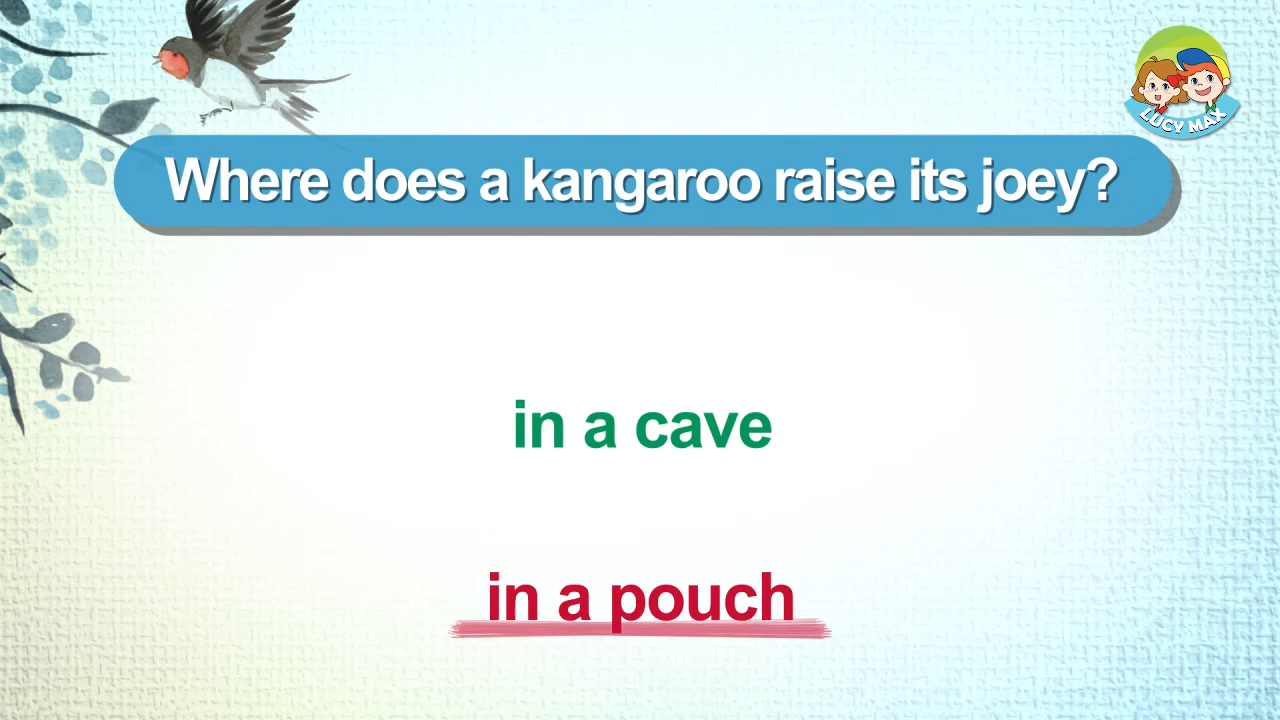 LUCY MAX
Where does a kangaroo raise its joey?
in a cave
in a pouch